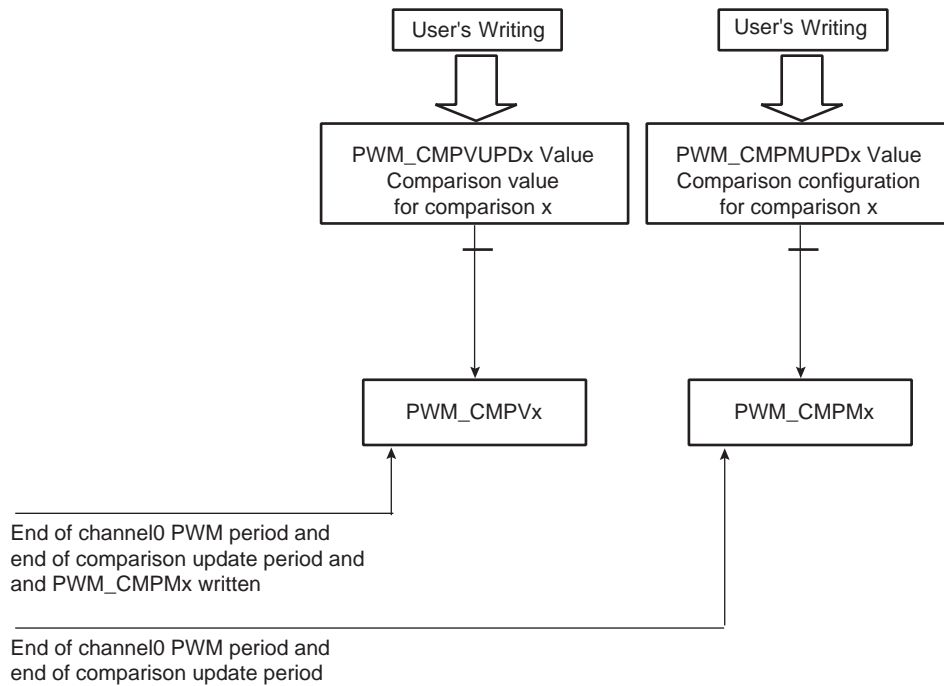 User's Writing
User's Writing
PWM_CMPVUPDx Value
Comparison value
for comparison x
PWM_CMPMUPDx Value
Comparison configuration
for comparison x
PWM_CMPVx
PWM_CMPMx
End of channel0 PWM period and
end of comparison update period and
and PWM_CMPMx written
End of channel0 PWM period and
end of comparison update period